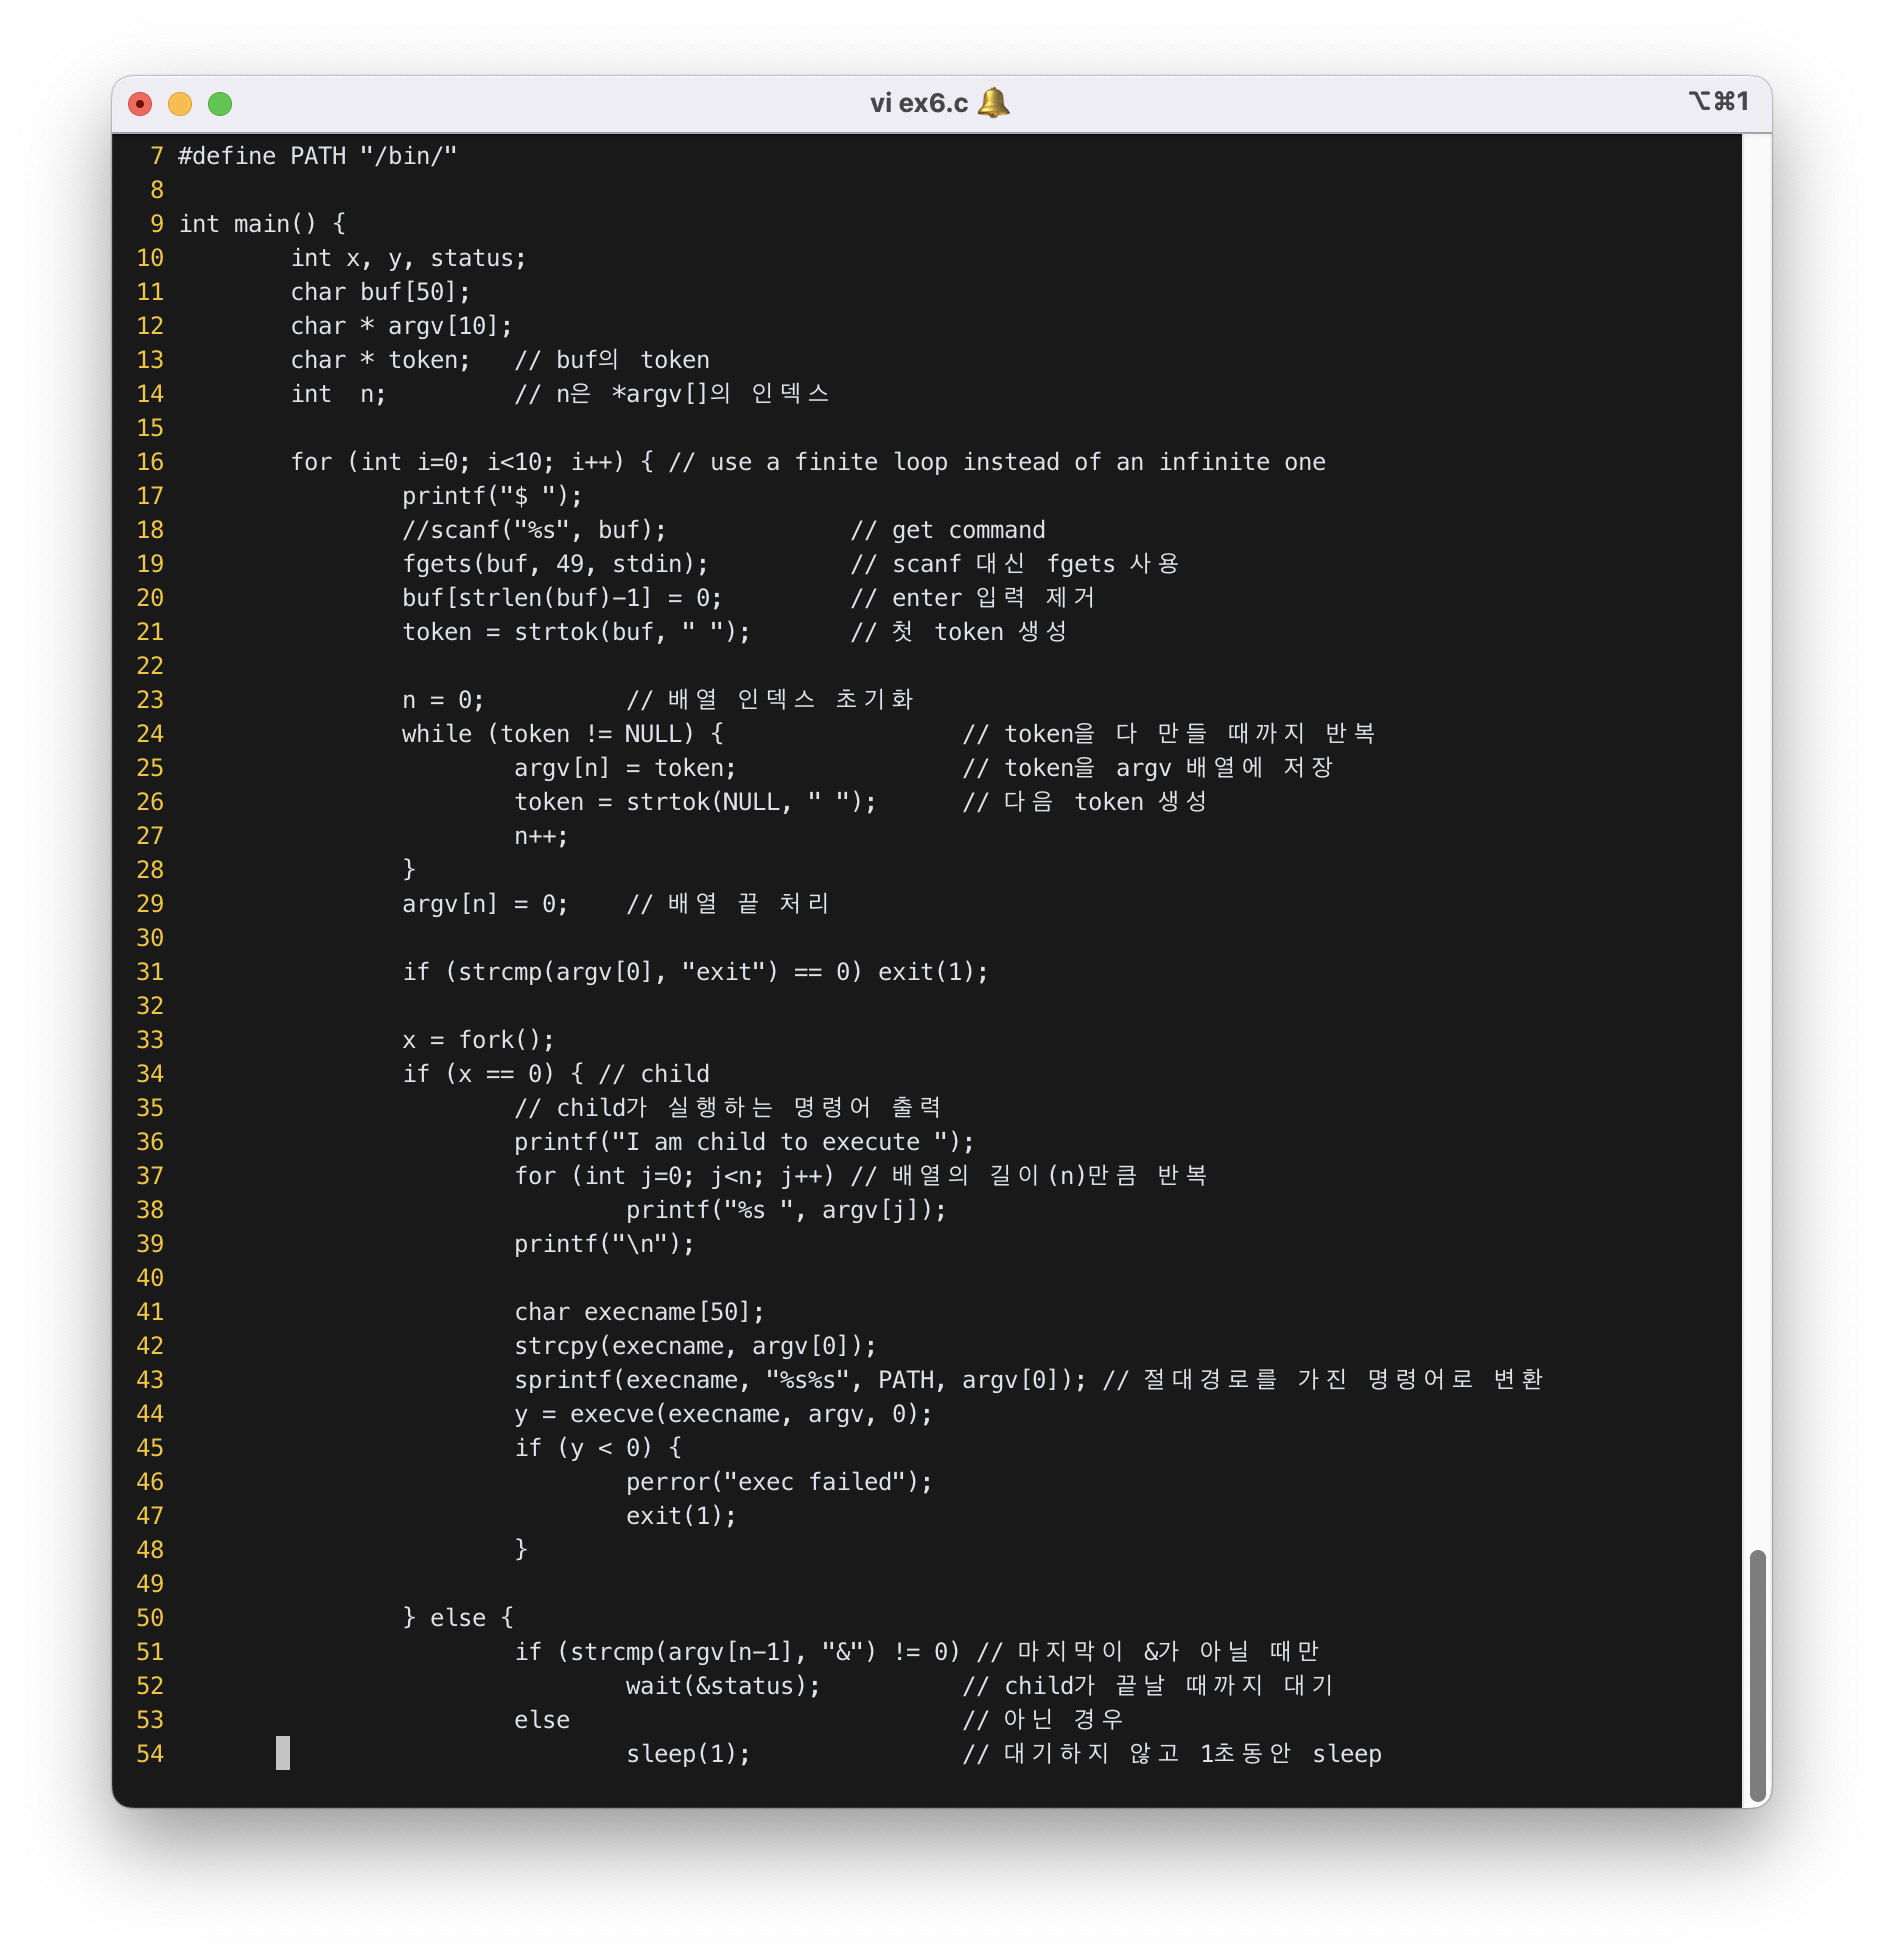 vi ex6.c 🔔
⌥⌘1
7 #define PATH "/bin/"
8
9 int main() {
10         int x, y, status;
11         char buf[50];
12         char * argv[10];
13         char * token;   // buf의 token
14         int  n;         // n은 *argv[]의 인덱스
15
16         for (int i=0; i<10; i++) { // use a finite loop instead of an infinite one
17                 printf("$ ");
18                 //scanf("%s", buf);             // get command
19                 fgets(buf, 49, stdin);          // scanf 대신 fgets 사용
20                 buf[strlen(buf)-1] = 0;         // enter 입력 제거
21                 token = strtok(buf, " ");       // 첫 token 생성
22
23                 n = 0;          // 배열 인덱스 초기화
24                 while (token != NULL) {                 // token을 다 만들 때까지 반복
25                         argv[n] = token;                // token을 argv 배열에 저장
26                         token = strtok(NULL, " ");      // 다음 token 생성
27                         n++;
28                 }
29                 argv[n] = 0;    // 배열 끝 처리
30
31                 if (strcmp(argv[0], "exit") == 0) exit(1);
32
33                 x = fork();
34                 if (x == 0) { // child
35                         // child가 실행하는 명령어 출력
36                         printf("I am child to execute ");
37                         for (int j=0; j<n; j++) // 배열의 길이(n)만큼 반복
38                                 printf("%s ", argv[j]);
39                         printf("\n");
40
41                         char execname[50];
42                         strcpy(execname, argv[0]);
43                         sprintf(execname, "%s%s", PATH, argv[0]); // 절대경로를 가진 명령어로 변환
44                         y = execve(execname, argv, 0);
45                         if (y < 0) {
46                                 perror("exec failed");
47                                 exit(1);
48                         }
49
50                 } else {
51                         if (strcmp(argv[n-1], "&") != 0) // 마지막이 &가 아닐 때만
52                                 wait(&status);          // child가 끝날 때까지 대기
53                         else                            // 아닌 경우
54                                 sleep(1);               // 대기하지 않고 1초동안 sleep